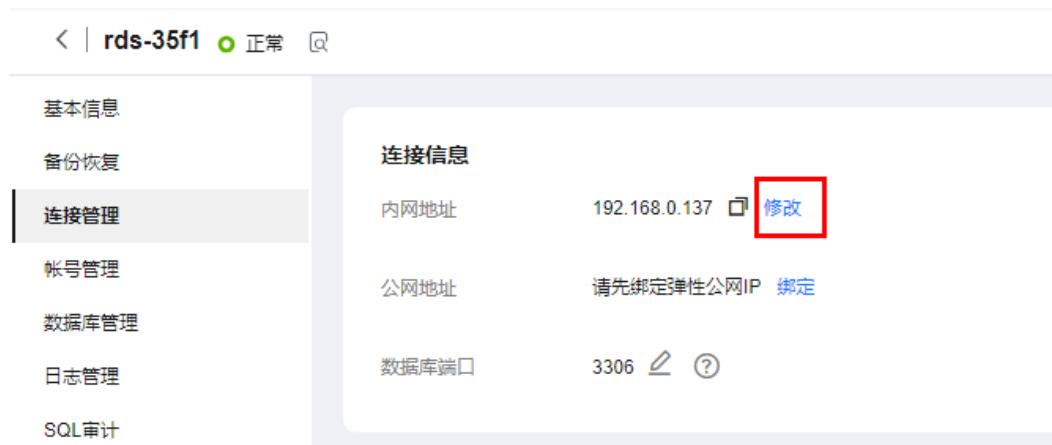 rds-35f1 正常
基本信息
备份恢复
连接管理
帐号管理
数据库管理
日志管理
SQL审计
连接信息
内网地址 192.168.0.137 修改
公网地址 请先绑定弹性公网IP 绑定
数据库端口 3306